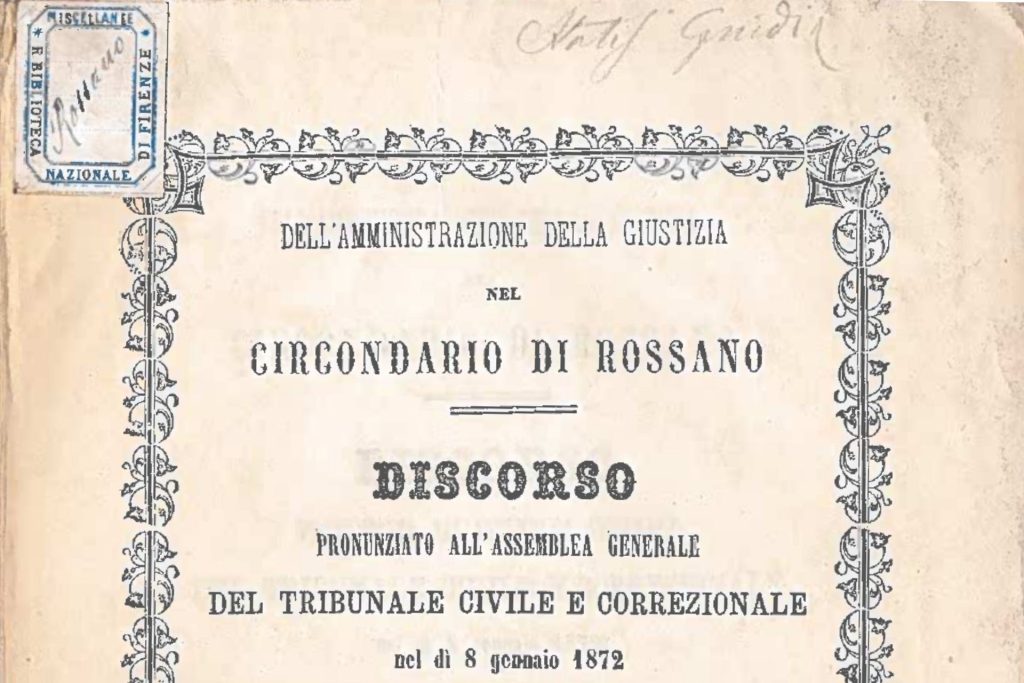 MISCELLANEE
R BIBLIOTECA
Rossano
DI FIRENZE
NAZIONALE
DELL'AMMINISTRAZIONE DELLA GIUSTIZIA
NEL
CIRCONDARIO DI ROSSANO
DISCORSO
PRONUNZIATO ALL'ASSEMBLEA GENERALE
DEL TRIBUNALE CIVILE E CORREZIONALE
nel dì 8 gennaio 1872